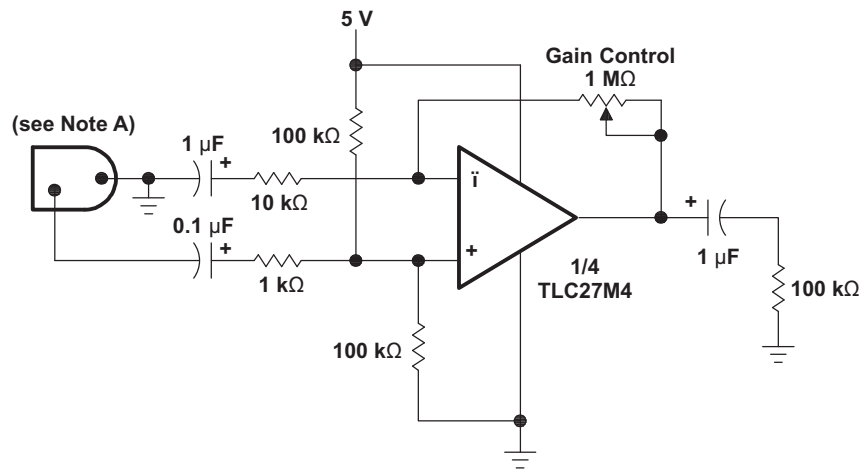 5 V
Gain Control
1 MΩ
(see Note A)
100 kΩ
1 µF
+
ï
10 kΩ
0.1 µF
+
+
1 kΩ
1/4
TLC27M4
+
1 µF
100 kΩ
100 kΩ